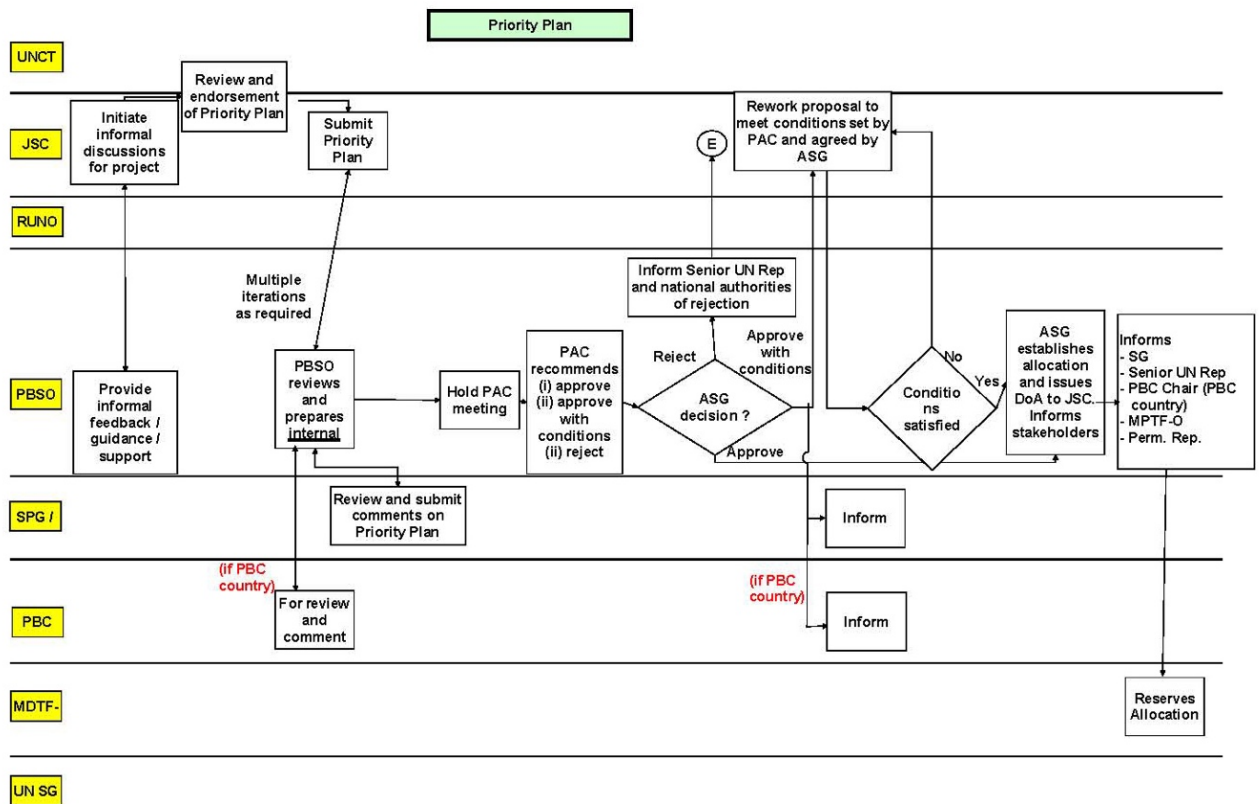 Priority Plan
UNCT
Review and
endorsement
of Priority Plan
JSC
Initiate
informal
discussions
for project
Submit
Priority
Plan
E
Rework proposal to
meet conditions set by
PAC and agreed by
ASG
RUNO
Multiple
iterations
as required
Inform Senior UN Rep
and national authorities
of rejection
PBSO
Provide
informal
feedback /
guidance /
support
PBSO
reviews
and
prepares
internal
Hold PAC
meeting
PAC
recommends
(i) approve
(ii) approve
with
conditions
(ii) reject
Reject
Approve
with
conditions
ASG
decision ?
Approve
No
Yes
Conditio
ns
satisfied
ASG
establishes
allocation
and issues
DoA to JSC.
Informs
stakeholders
Informs
- SG
- Senior UN Rep
- PBC Chair (PBC
country)
- MPTF-O
- Perm. Rep.
SPG /
Review and submit
comments on
Priority Plan
Inform
(if PBC
country)
(if PBC
country)
PBC
For review
and
comment
Inform
MDTF-
Reserves
Allocation
UN SG